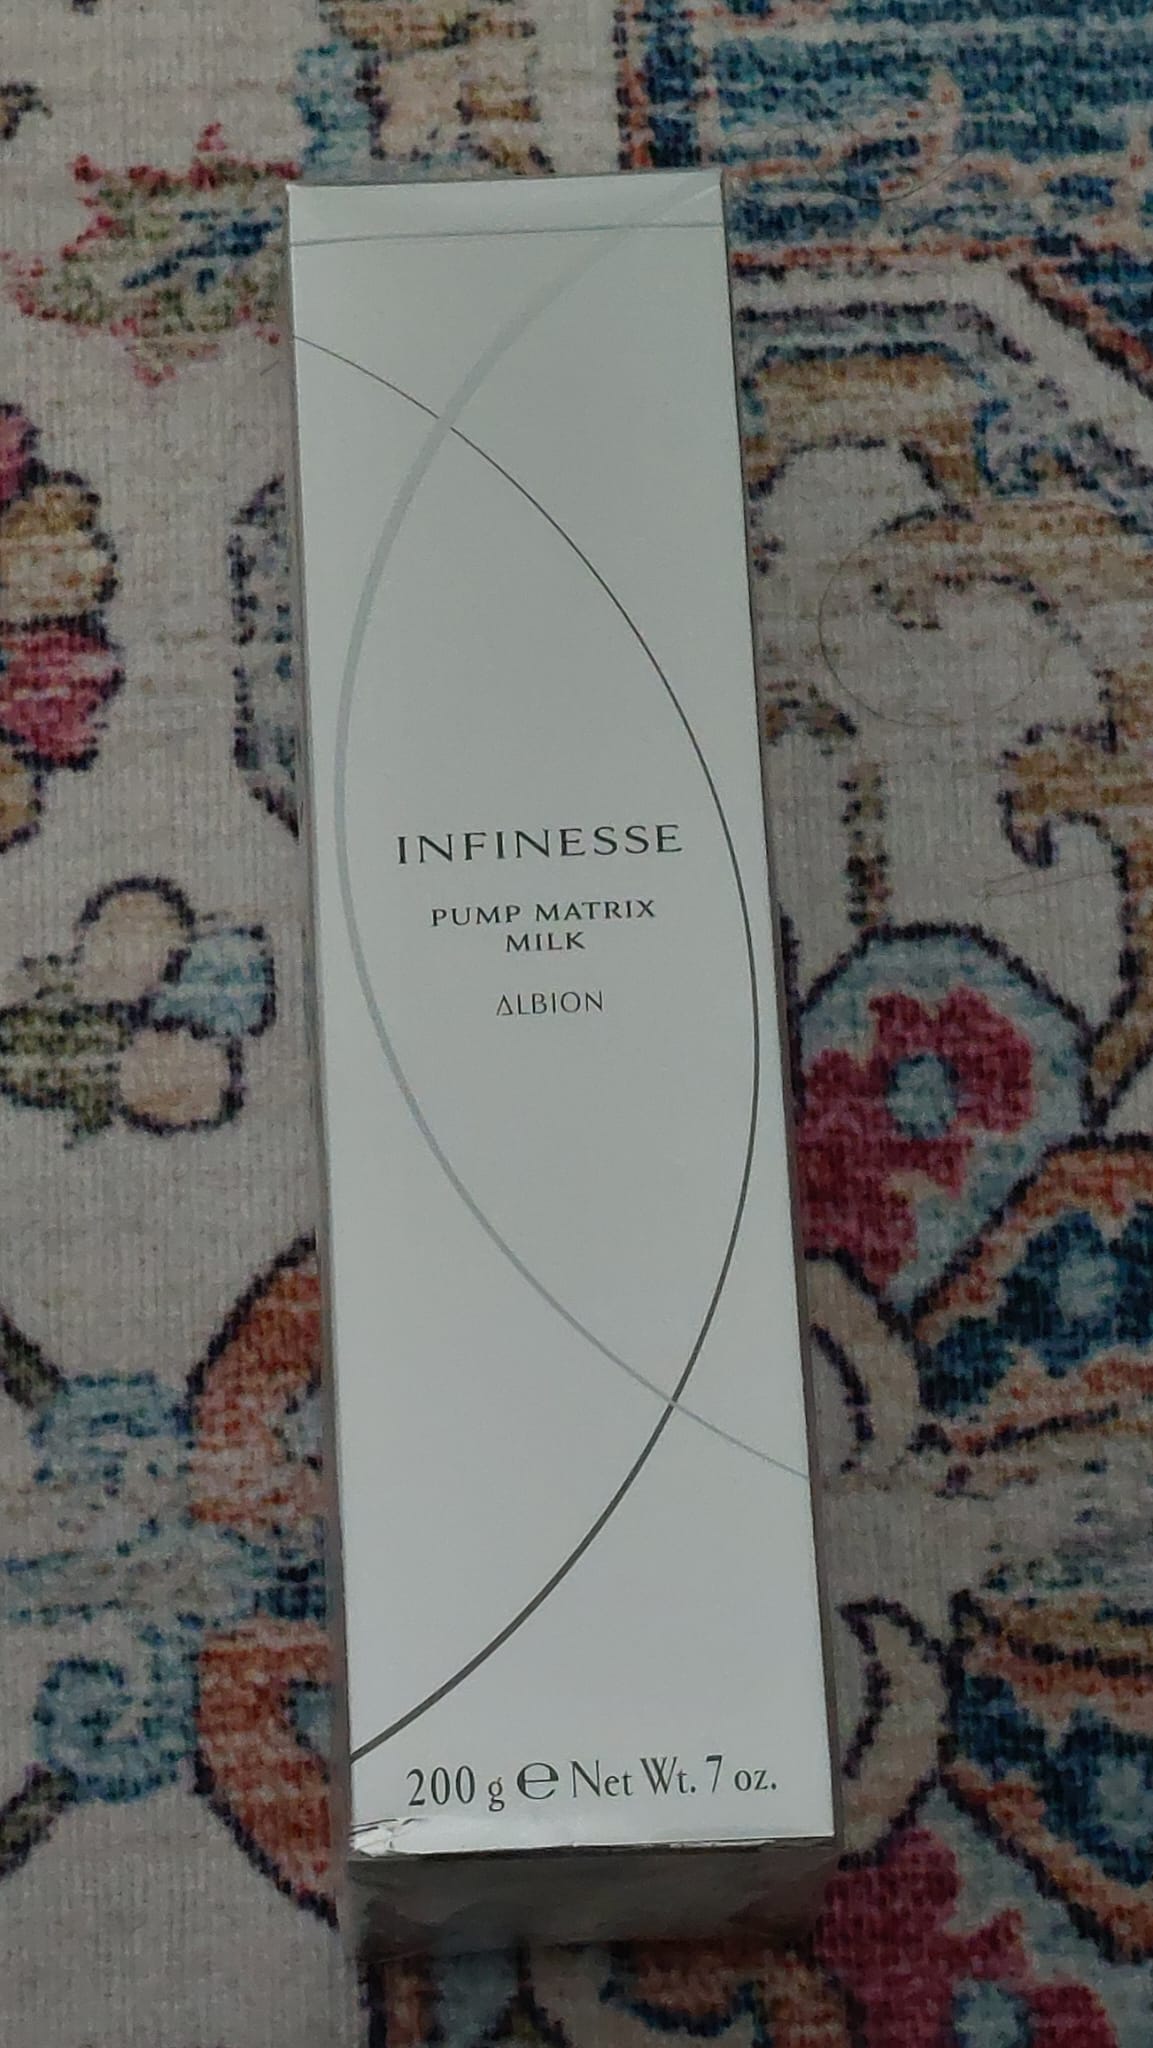 INFINESSE
PUMP MATRIX
MILK
ALBION
200 g ℮ Net Wt. 7 oz.